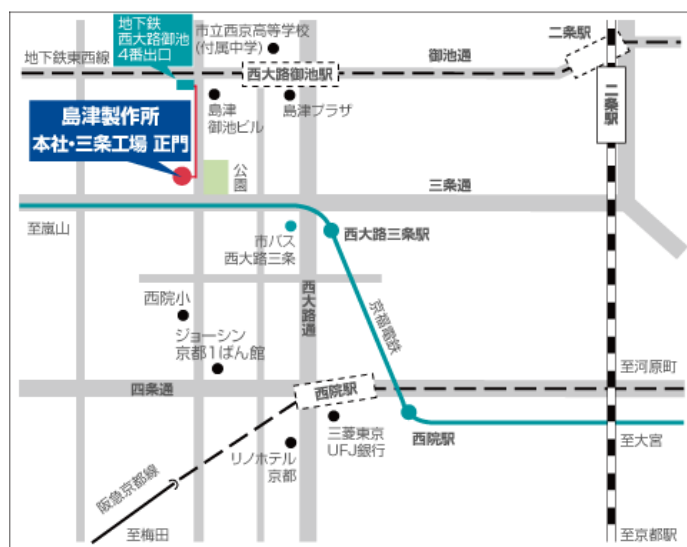 地下鉄
西大路御池
4番出口
市立西京高等学校
(付属中学)
二条駅
地下鉄東西線
御池通
西大路御池駅
島津製作所
本社・三条工場 正門
島津
御池ビル
島津プラザ
二条駅
公園
三条通
至嵐山
市バス
西大路三条
西大路三条駅
西大路通
西院小
京福電鉄
ジョーシン
京都1ばん館
至河原町
四条通
西院駅
三菱東京
UFJ銀行
西院駅
至大宮
リノホテル
京都
阪急京都線
至梅田
至京都駅